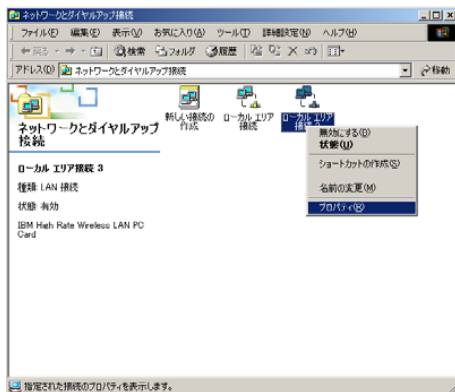 ネットワークとダイヤルアップ接続
ファイル(F) 編集(E) 表示(V) お気に入り(A) ツール(T) 詳細設定(N) ヘルプ(H)
戻る 検索 フォルダ 履歴
アドレス(D) ネットワークとダイヤルアップ接続 移動
ネットワークとダイヤルアップ
接続
ローカル エリア接続 3
種類: LAN 接続
状態: 有効
IBM High Rate Wireless LAN PC
Card
新しい接続の
作成
ローカル エリア
接続
ローカル エリア
無効にする(B)
状態(U)
ショートカットの作成(S)
名前の変更(M)
プロパティ(R)
指定された接続のプロパティを表示します。